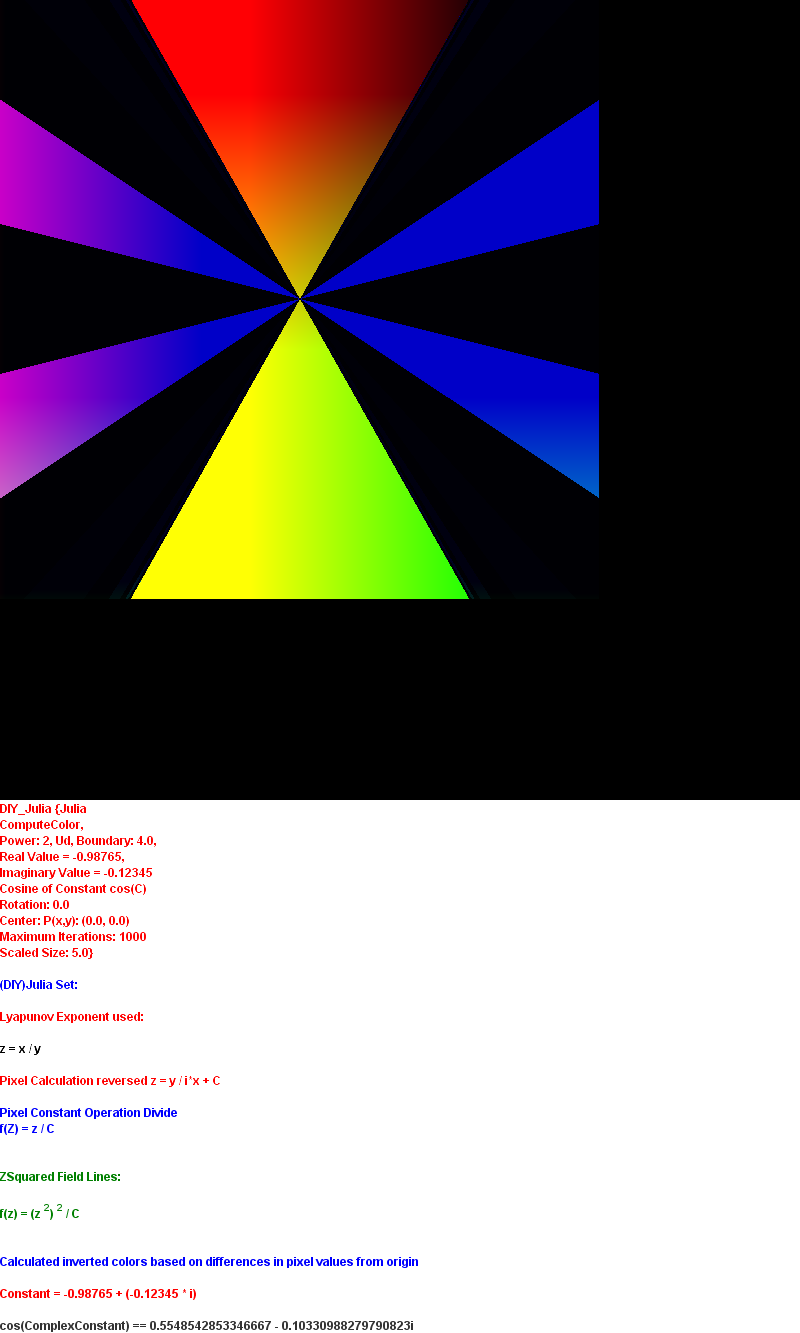 DIY_Julia {Julia
ComputeColor,
Power: 2, Ud, Boundary: 4.0,
Real Value = -0.98765,
Imaginary Value = -0.12345
Cosine of Constant cos(C)
Rotation: 0.0
Center: P(x,y): (0.0, 0.0)
Maximum Iterations: 1000
Scaled Size: 5.0}
(DIY)Julia Set:
Lyapunov Exponent used:
z = x / y
Pixel Calculation reversed z = y / i*x + C
Pixel Constant Operation Divide
f(Z) = z / C
ZSquared Field Lines:
f(z) = (z ²) ² / C
Calculated inverted colors based on differences in pixel values from origin
Constant = -0.98765 + (-0.12345 * i)
cos(ComplexConstant) == 0.5548542853346667 - 0.10330988279790823i